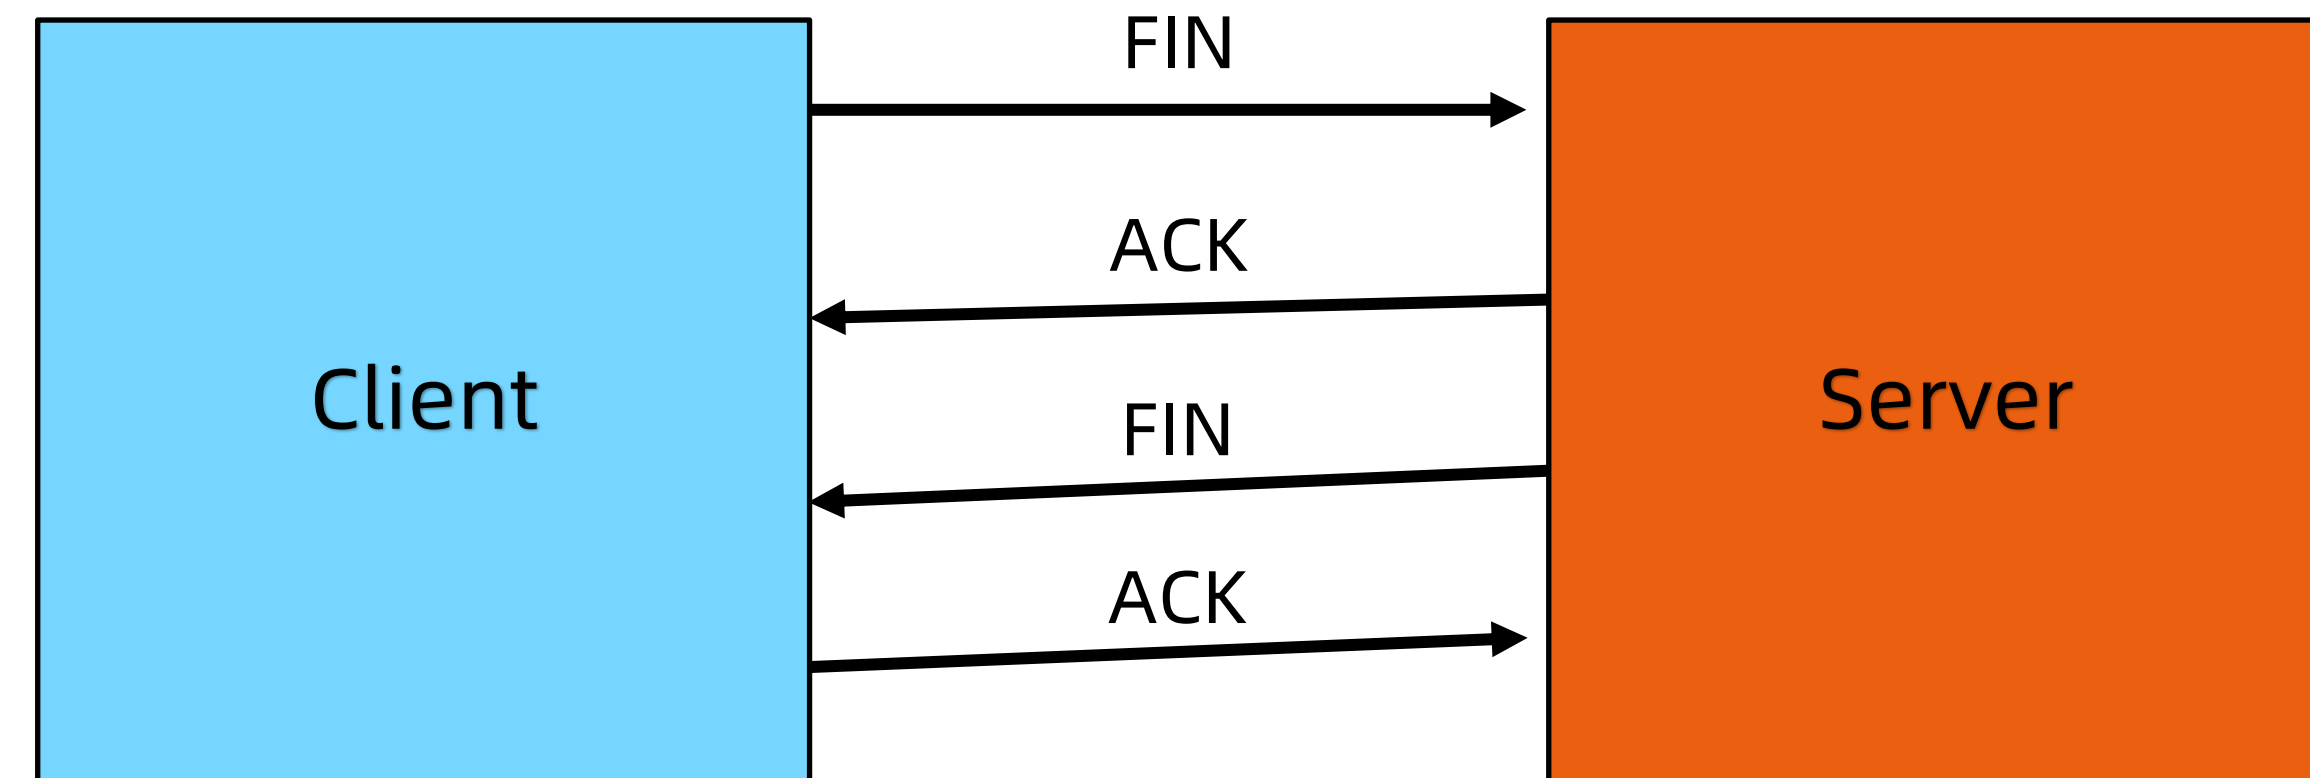 FIN
ACK
Client
Server
FIN
ACK